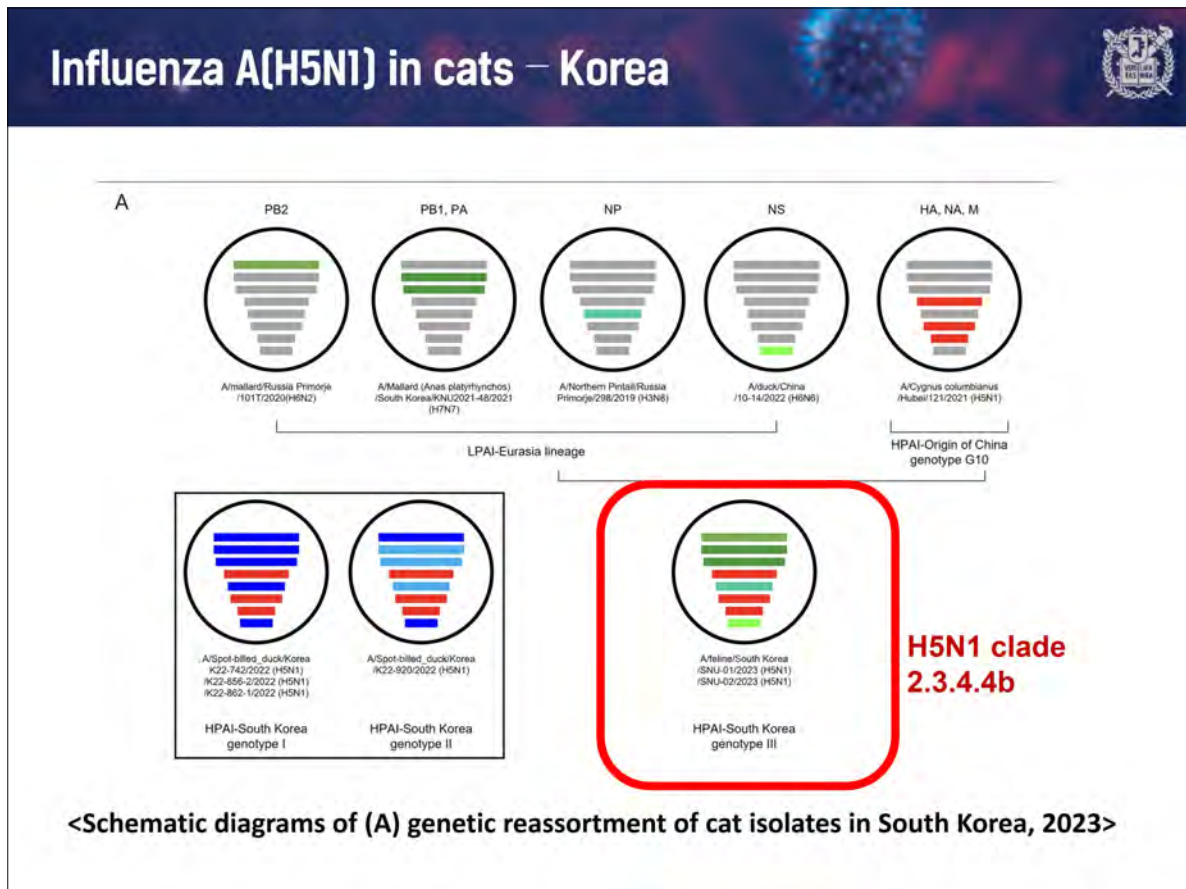 Influenza A(H5N1) in cats – Korea
A
PB2
PB1, PA
NP
NS
HA, NA, M
A/mallard/Russia Primorje
/101T/2020(H6N2)
A/Mallard (Anas platyrhynchos)
/South Korea/KNU2021-48/2021
(H7N7)
A/Northern Pintail/Russia
Primorje/298/2019 (H3N8)
A/duck/China
/10-14/2022 (H6N6)
A/Cygnus columbianus
/Hubei/121/2021 (H5N1)
LPAI-Eurasia lineage
HPAI-Origin of China
genotype G10
A/Spot-billed_duck/Korea
K22-742/2022 (H5N1)
/K22-856-2/2022 (H5N1)
/K22-862-1/2022 (H5N1)
HPAI-South Korea
genotype I
A/Spot-billed_duck/Korea
/K22-920/2022 (H5N1)
HPAI-South Korea
genotype II
A/feline/South Korea
/SNU-01/2023 (H5N1)
/SNU-02/2023 (H5N1)
HPAI-South Korea
genotype III
H5N1 clade
2.3.4.4b
<Schematic diagrams of (A) genetic reassortment of cat isolates in South Korea, 2023>